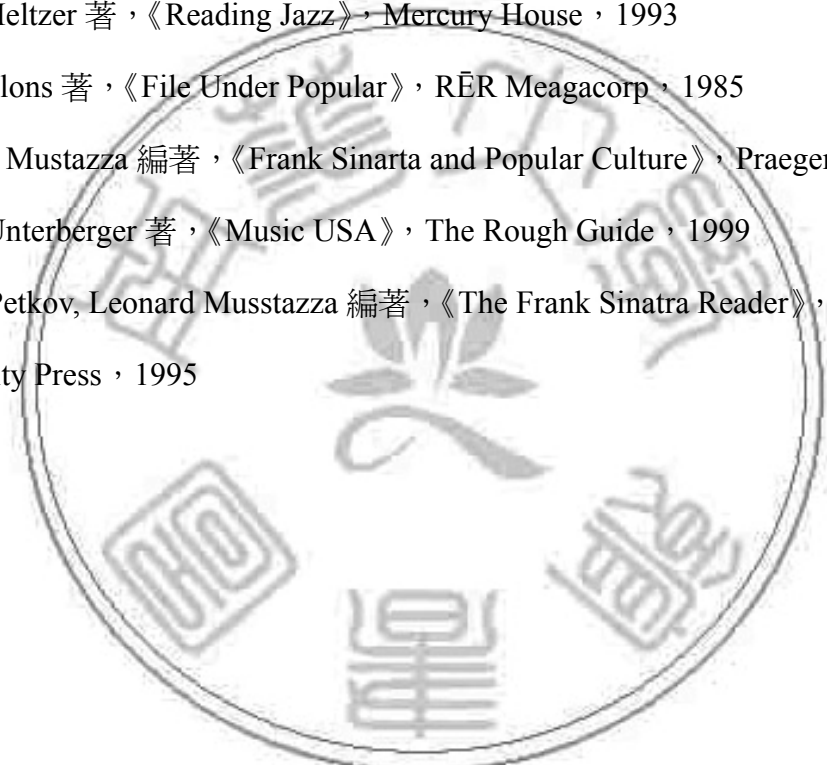 Meltzer 著，《Reading Jazz》，Mercury House，1993
lons 著，《File Under Popular》，RĒR Meagacorp，1985
Mustazza 編著，《Frank Sinarta and Popular Culture》，Praeger
Unterberger 著，《Music USA》，The Rough Guide，1999
Petkov, Leonard Musstazza 編著，《The Frank Sinatra Reader》，
ty Press，1995